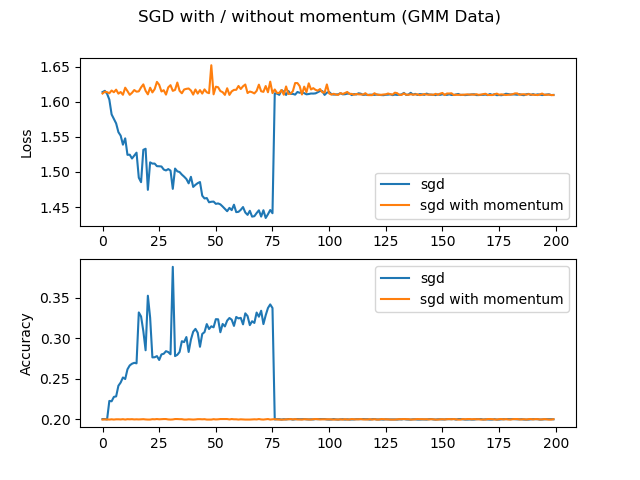 SGD with / without momentum (GMM Data)
Loss
1.65
1.60
1.55
1.50
1.45
sgd
sgd with momentum
0 25 50 75 100 125 150 175 200
Accuracy
0.35
0.30
0.25
0.20
sgd
sgd with momentum
0 25 50 75 100 125 150 175 200